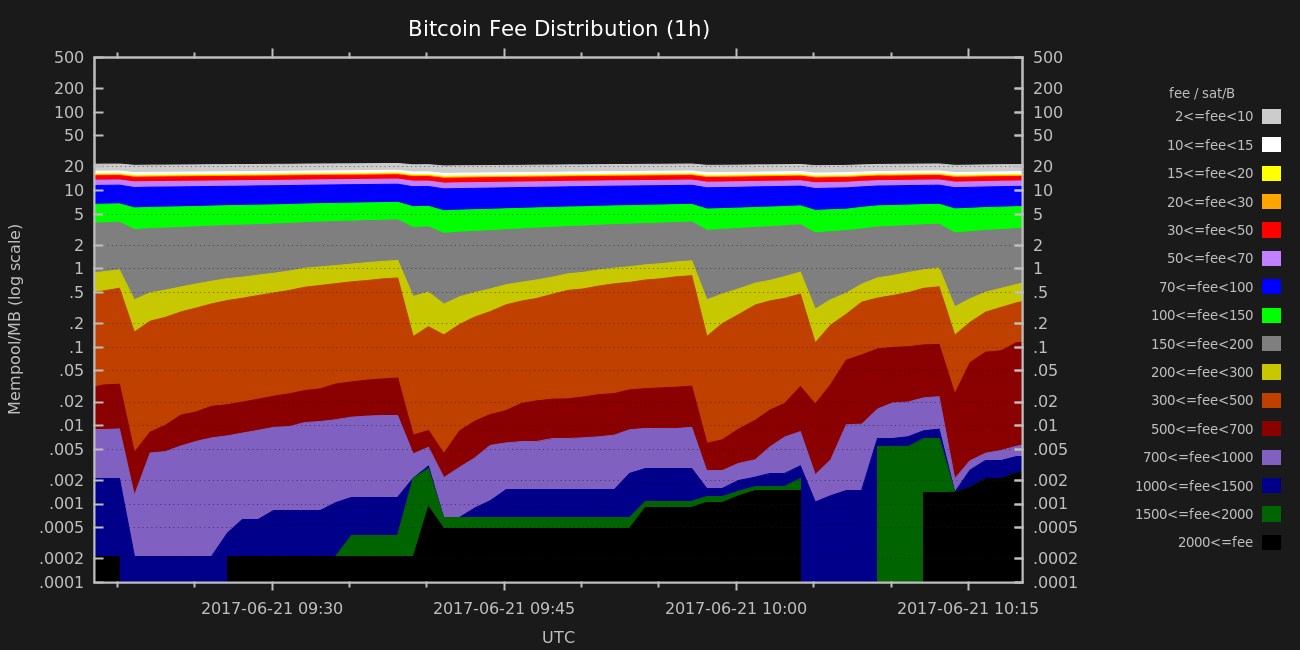 Bitcoin Fee Distribution (1h)
500
200
100
50
20
10
5
2
1
.5
.2
.1
.05
.02
.01
.005
.002
.001
.0005
.0002
.0001
Mempool/MB (log scale)
500
200
100
50
20
10
5
2
1
.5
.2
.1
.05
.02
.01
.005
.002
.001
.0005
.0002
.0001
2017-06-21 09:30
2017-06-21 09:45
2017-06-21 10:00
2017-06-21 10:15
UTC
fee / sat/B
2<=fee<10
10<=fee<15
15<=fee<20
20<=fee<30
30<=fee<50
50<=fee<70
70<=fee<100
100<=fee<150
150<=fee<200
200<=fee<300
300<=fee<500
500<=fee<700
700<=fee<1000
1000<=fee<1500
1500<=fee<2000
2000<=fee